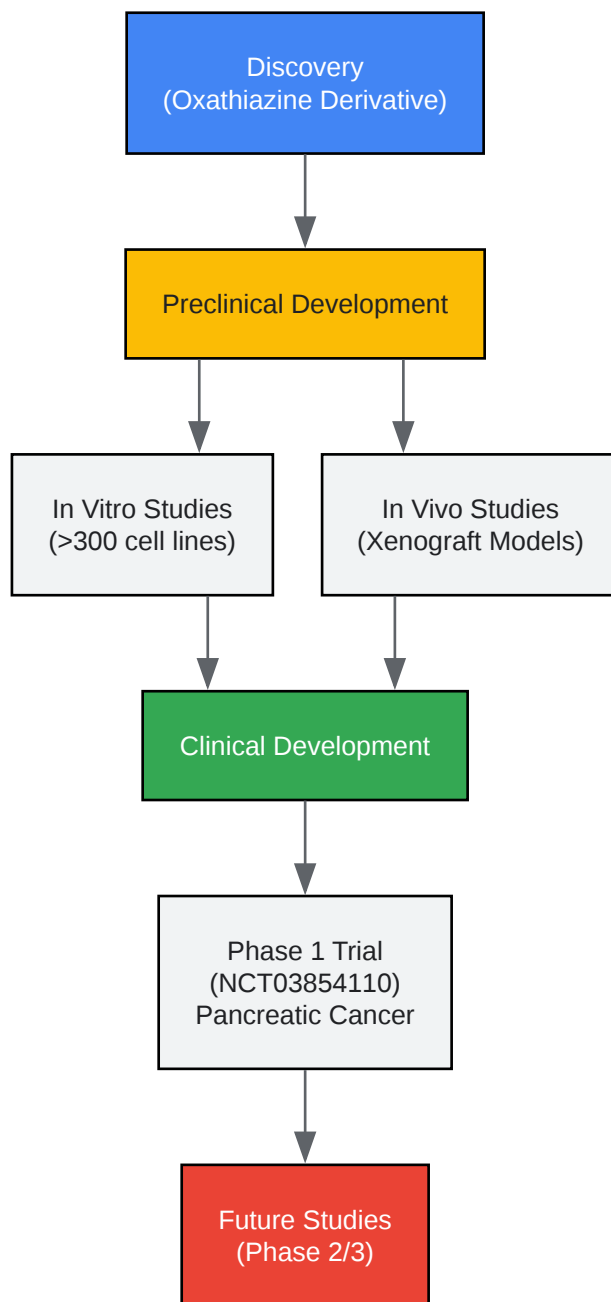 Discovery
(Oxathiazine Derivative)
Preclinical Development
In Vitro Studies
(>300 cell lines)
In Vivo Studies
(Xenograft Models)
Clinical Development
Phase 1 Trial
(NCT03854110)
Pancreatic Cancer
Future Studies
(Phase 2/3)